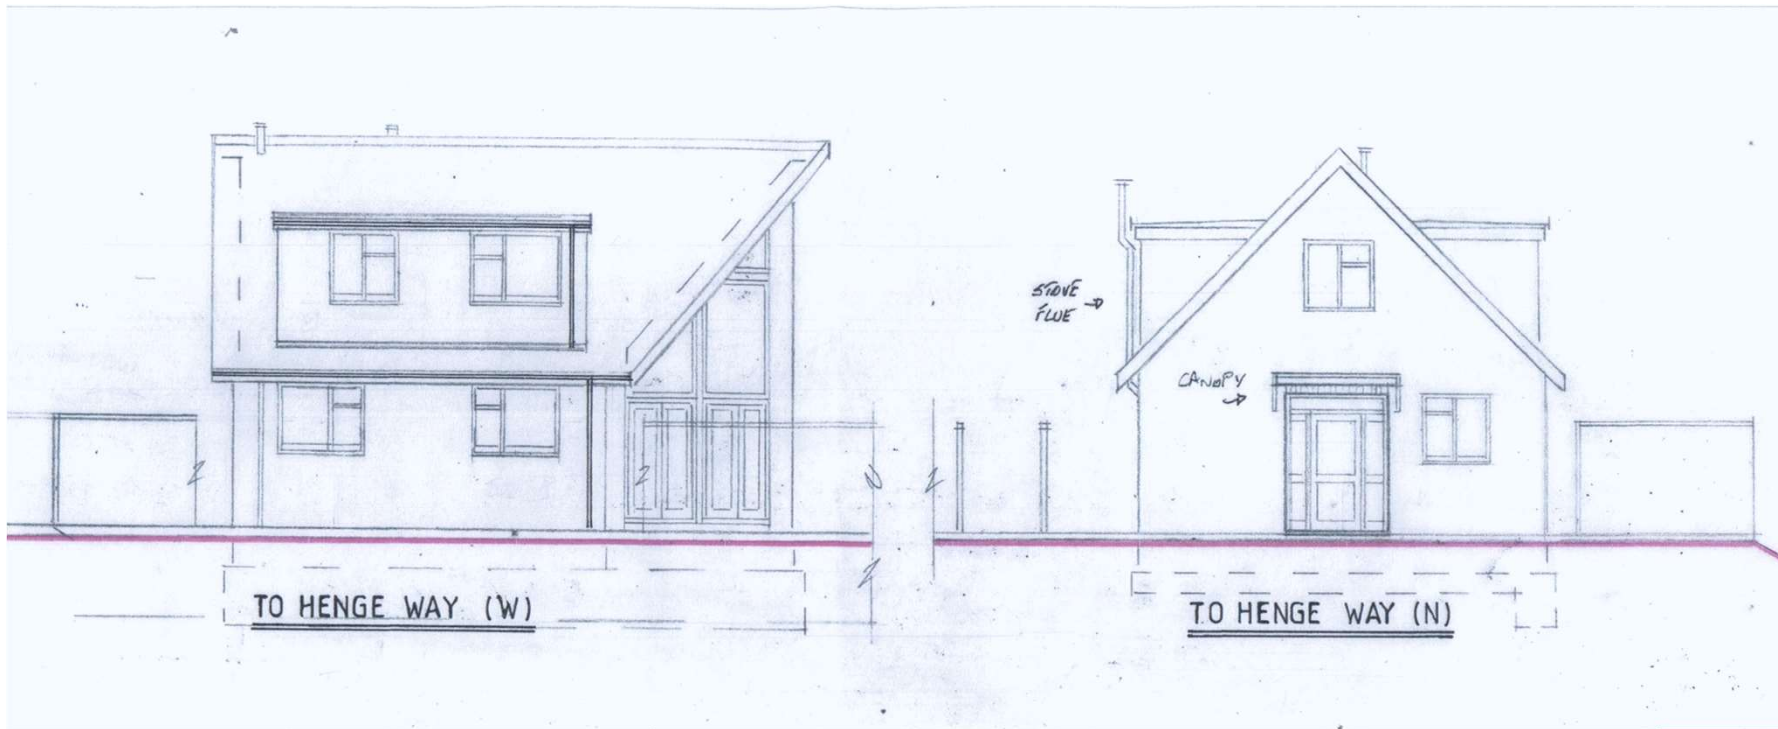 STOVE
FLUE
CANOPY
TO HENGE WAY (W)
TO HENGE WAY (N)